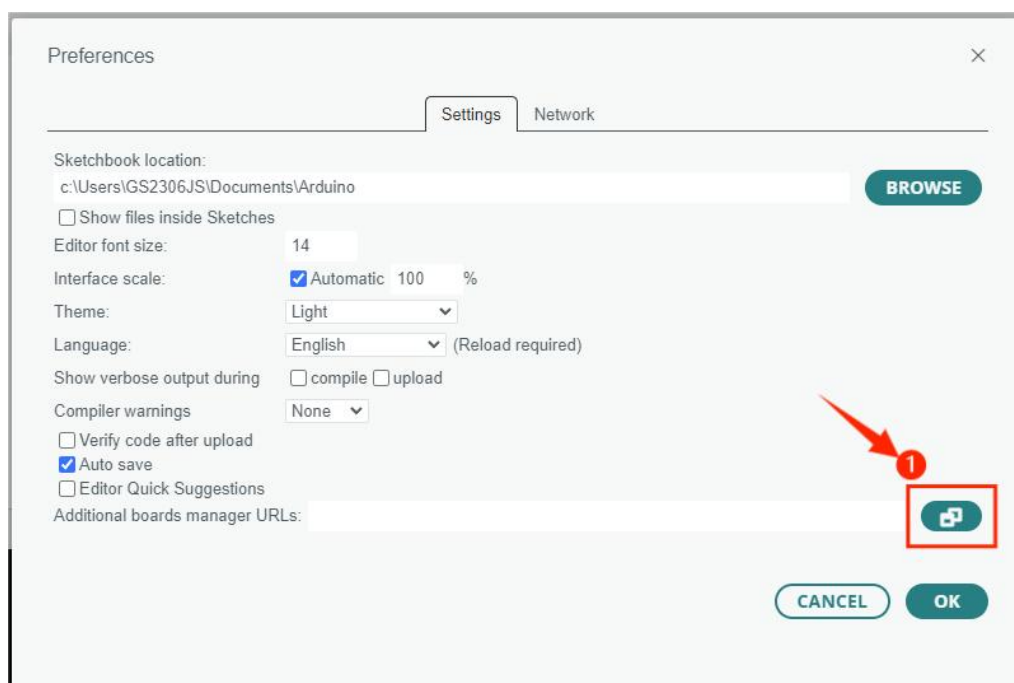 Preferences
Settings Network
Sketchbook location:
c:\Users\GS2306JS\Documents\Arduino
BROWSE
Show files inside Sketches
Editor font size: 14
Interface scale: Automatic 100 %
Theme: Light
Language: English (Reload required)
Show verbose output during compile upload
Compiler warnings None
Verify code after upload
Auto save
1
Editor Quick Suggestions
Additional boards manager URLs:
CANCEL OK